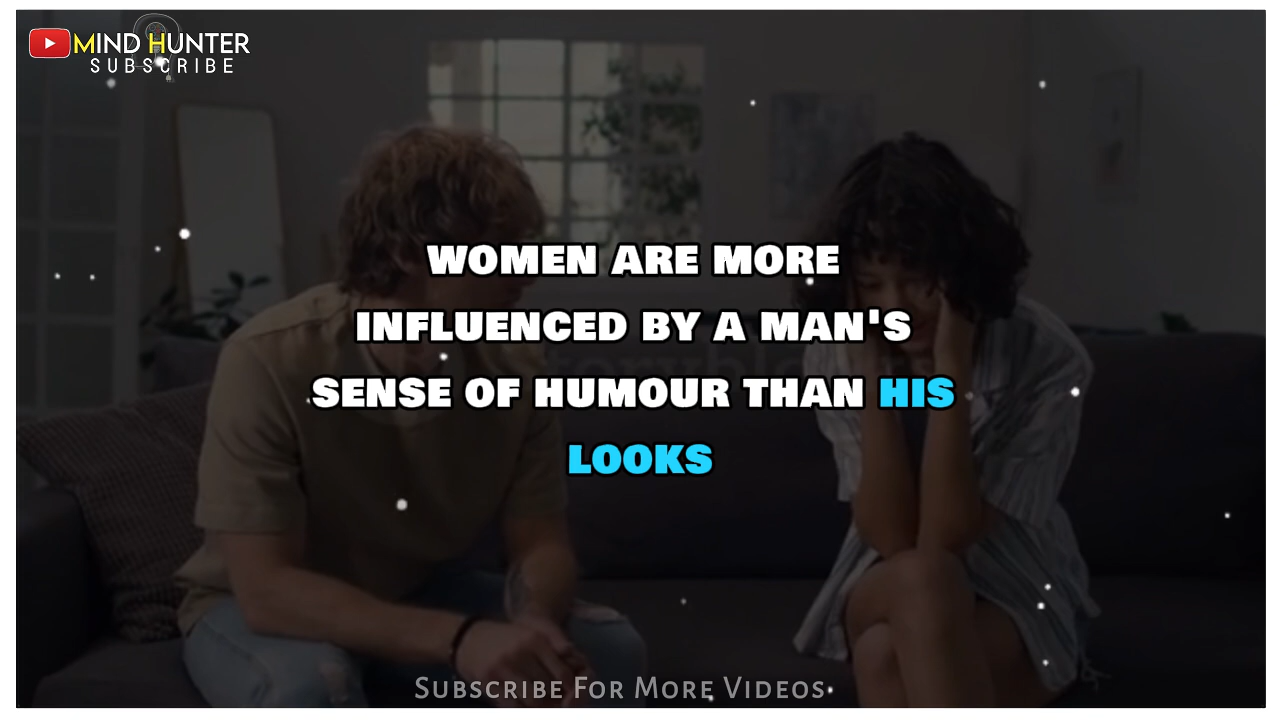 MIND HUNTER
SUBSCRIBE
WOMEN ARE MORE
INFLUENCED BY A MAN'S
SENSE OF HUMOUR THAN HIS
LOOKS
SUBSCRIBE FOR MORE VIDEOS